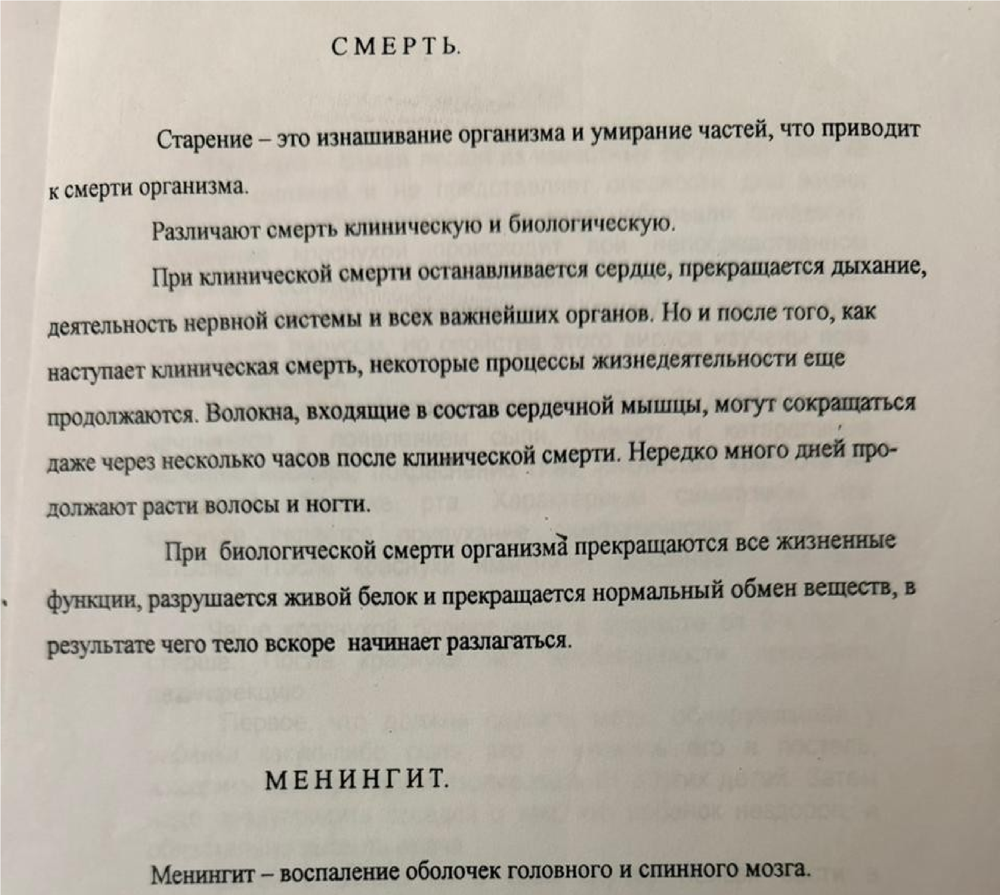 СМЕРТЬ.
Старение – это изнашивание организма и умирание частей, что приводит
к смерти организма.
Различают смерть клиническую и биологическую.
При клинической смерти останавливается сердце, прекращается дыхание,
деятельность нервной системы и всех важнейших органов. Но и после того, как
наступает клиническая смерть, некоторые процессы жизнедеятельности еще
продолжаются. Волокна, входящие в состав сердечной мышцы, могут сокращаться
даже через несколько часов после клинической смерти. Нередко много дней про-
должают расти волосы и ногти.
При биологической смерти организма прекращаются все жизненные
функции, разрушается живой белок и прекращается нормальный обмен веществ, в
результате чего тело вскоре начинает разлагаться.
МЕНИНГИТ.
Менингит – воспаление оболочек головного и спинного мозга.